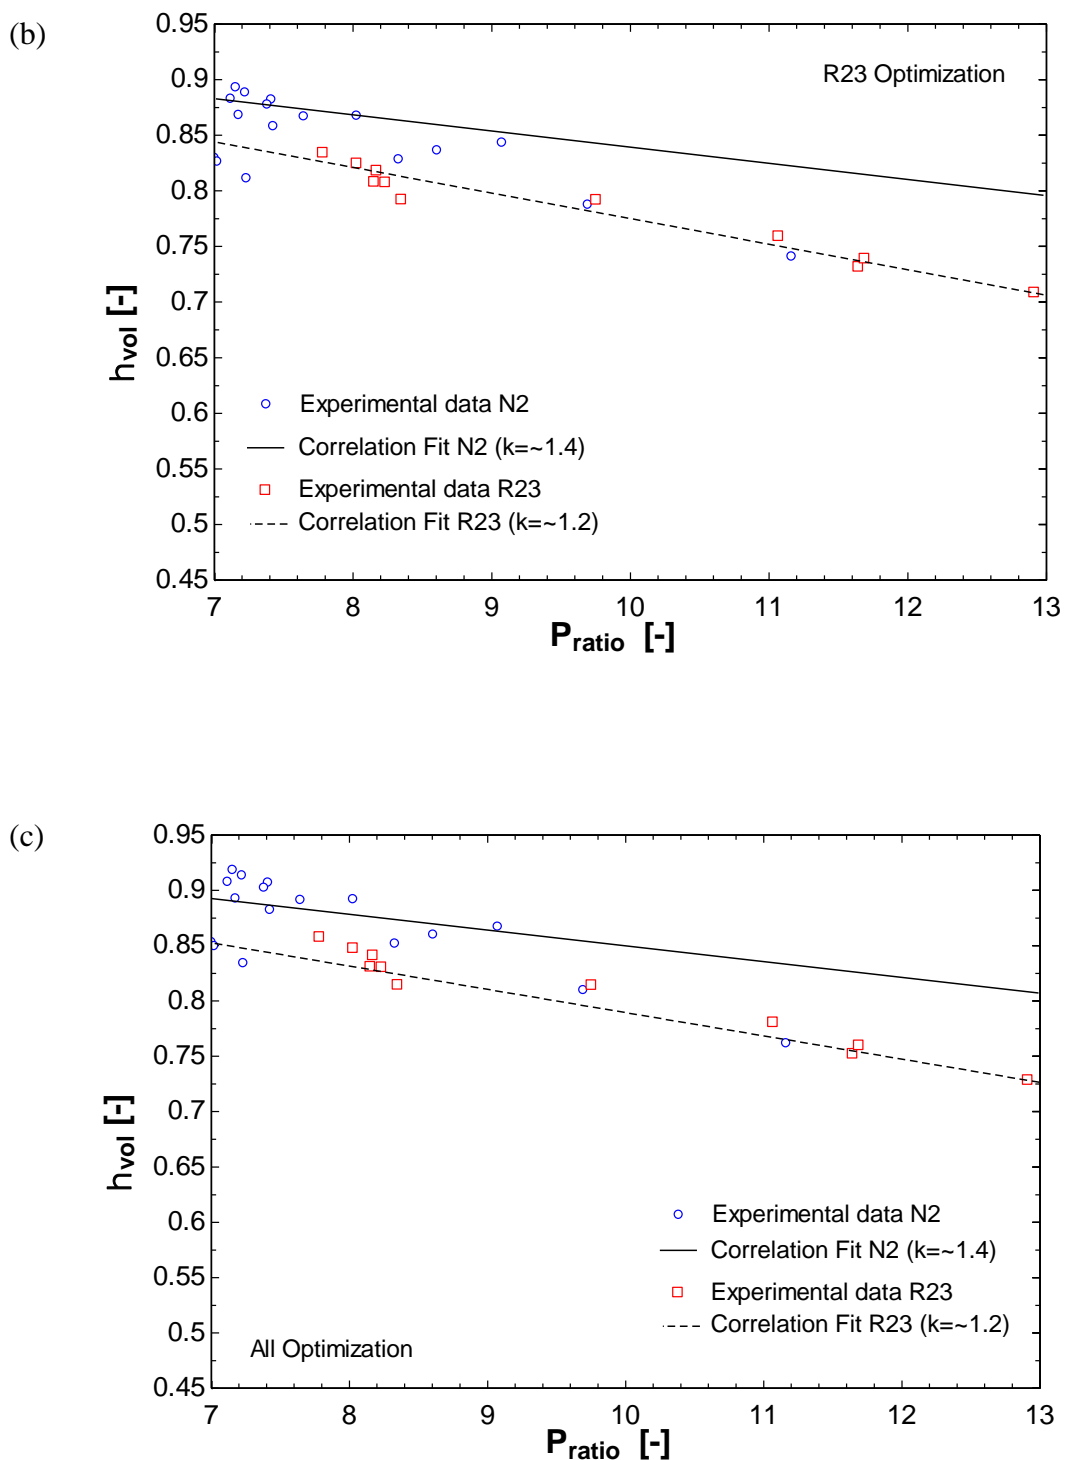 (b)
0.95
R23 Optimization
0.9
0.85
0.8
0.75
0.7
0.65
0.6
0.55
0.5
0.45
hvol [-]
Experimental data N2
Correlation Fit N2 (k=~1.4)
Experimental data R23
Correlation Fit R23 (k=~1.2)
7 8 9 10 11 12 13
Pratio [-]
(c)
0.95
0.9
0.85
0.8
0.75
0.7
0.65
0.6
0.55
0.5
0.45
hvol [-]
Experimental data N2
Correlation Fit N2 (k=~1.4)
Experimental data R23
Correlation Fit R23 (k=~1.2)
All Optimization
7 8 9 10 11 12 13
Pratio [-]